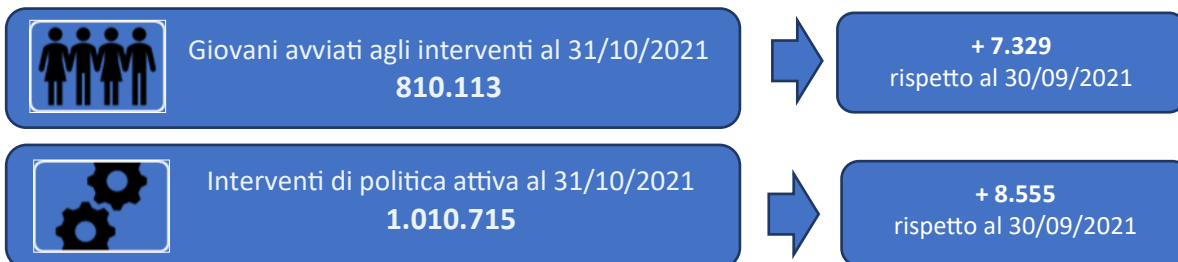 Giovani avviati agli interventi al 31/10/2021
810.113
+ 7.329
rispetto al 30/09/2021
Interventi di politica attiva al 31/10/2021
1.010.715
+ 8.555
rispetto al 30/09/2021